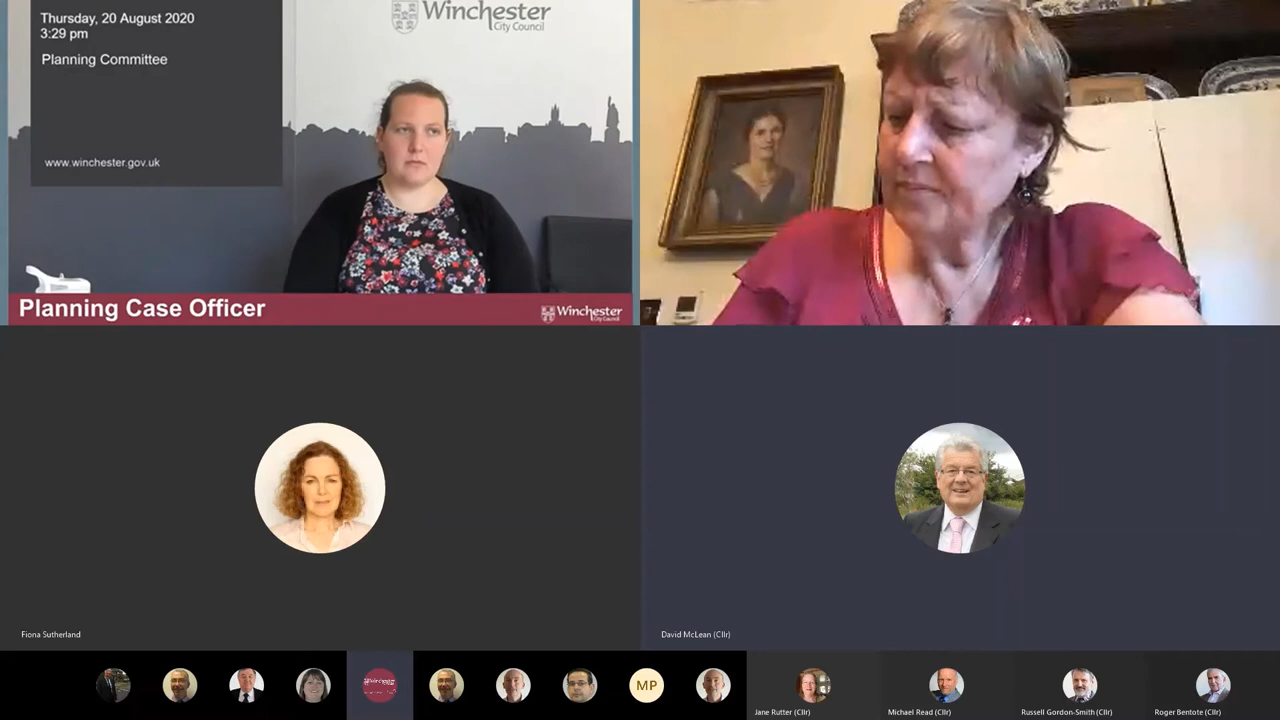 Thursday, 20 August 2020
3:29 pm
Planning Committee
www.winchester.gov.uk
Winchester
City Council
Planning Case Officer
Winchester
City Council
Fiona Sutherland
David McLean (Cllr)
MP
Jane Rutter (Cllr)
Michael Read (Cllr)
Russell Gordon-Smith (Cllr)
Roger Bentote (Cllr)